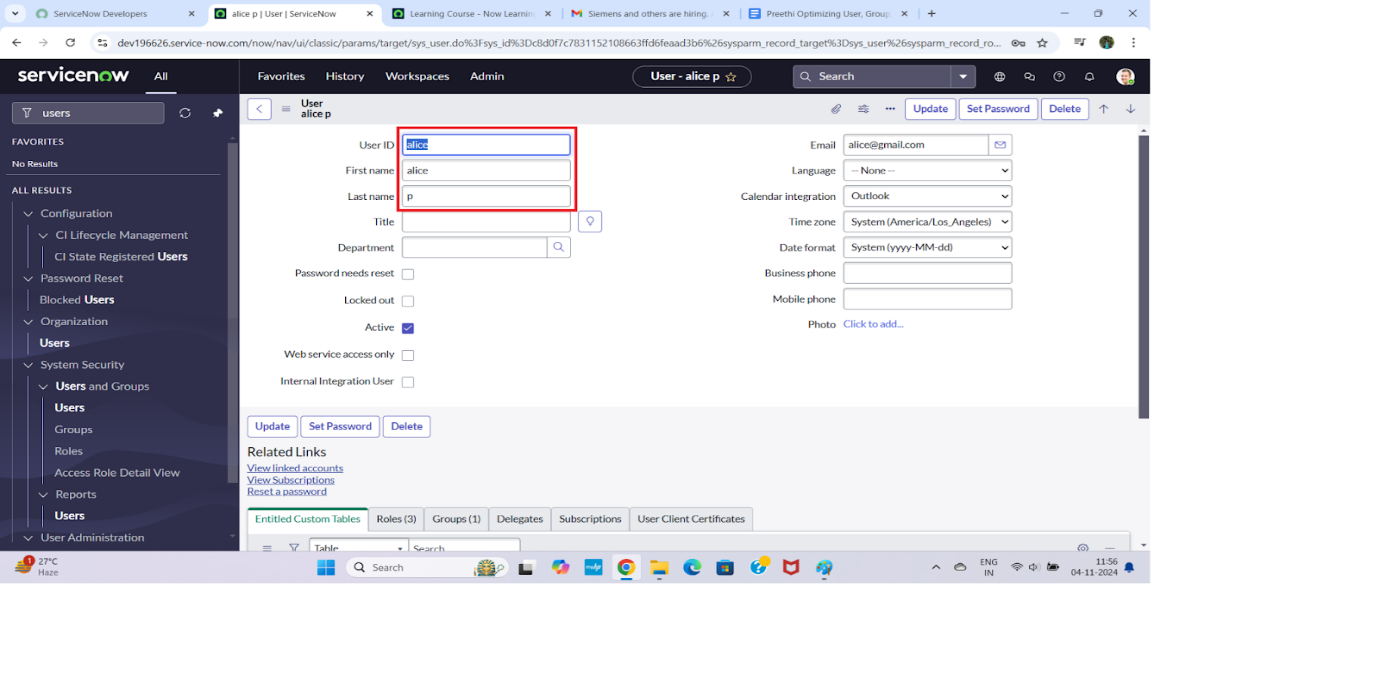 ServiceNow Developers
alice p | User | ServiceNow
Learning Course - Now Learning
Siemens and others are hiring.
Preethi Optimizing User, Group
dev196626.service-now.com/now/nav/ui/classic/params/target/sys_user.do%3Fsys_id%3Dc8d0f7c7831152108663ffd6feaad3b6%26sysparm_record_target%3Dsys_user%26sysparm_record_ro...
servicenow
All
Favorites
History
Workspaces
Admin
User - alice p
Search
users
FAVORITES
No Results
ALL RESULTS
Configuration
CI Lifecycle Management
CI State Registered Users
Password Reset
Blocked Users
Organization
Users
System Security
Users and Groups
Users
Groups
Roles
Access Role Detail View
Reports
Users
User Administration
User
alice p
Update
Set Password
Delete
User ID alice
First name alice
Last name p
Title
Department
Password needs reset
Locked out
Active
Web service access only
Internal Integration User
Email alice@gmail.com
Language -- None --
Calendar integration Outlook
Time zone System (America/Los_Angeles)
Date format System (yyyy-MM-dd)
Business phone
Mobile phone
Photo Click to add...
Update
Set Password
Delete
Related Links
View linked accounts
View Subscriptions
Reset a password
Entitled Custom Tables
Roles (3)
Groups (1)
Delegates
Subscriptions
User Client Certificates
Table
Search
1
27°C
Haze
Search
ENG
IN
11:56
04-11-2024